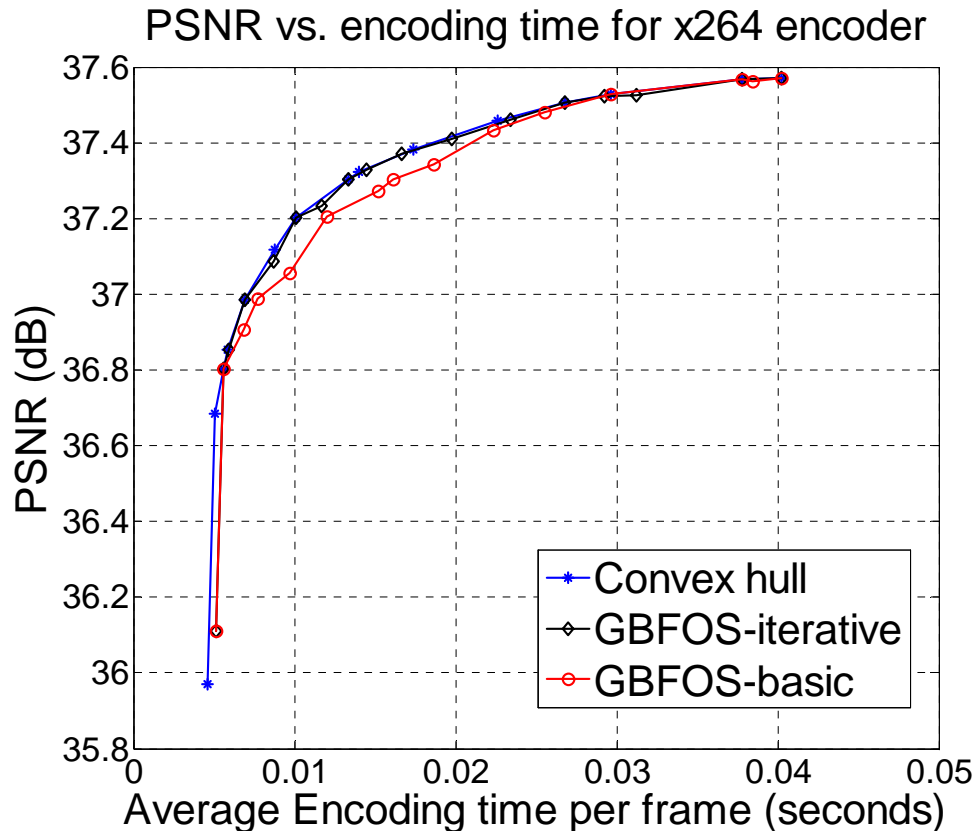 PSNR vs. encoding time for x264 encoder
37.6
37.4
37.2
37
36.8
36.6
36.4
36.2
36
35.8
PSNR (dB)
Convex hull
GBFOS-iterative
GBFOS-basic
0 0.01 0.02 0.03 0.04 0.05
Average Encoding time per frame (seconds)